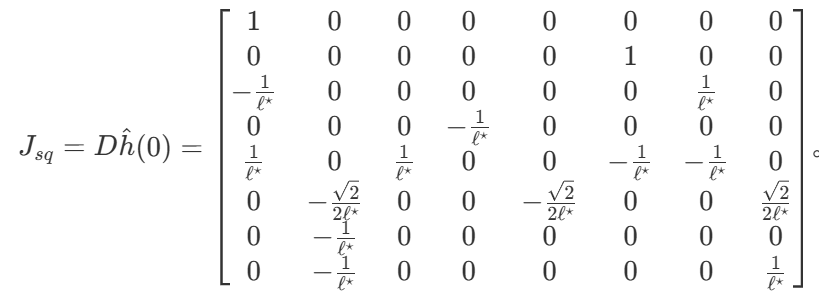 J_{sq} = D\hat{h}(0) = \begin{bmatrix} 1 & 0 & 0 & 0 & 0 & 0 & 0 & 0 \\ 0 & 0 & 0 & 0 & 0 & 1 & 0 & 0 \\ -\frac{1}{\ell^\star} & 0 & 0 & 0 & 0 & 0 & \frac{1}{\ell^\star} & 0 \\ 0 & 0 & 0 & -\frac{1}{\ell^\star} & 0 & 0 & 0 & 0 \\ \frac{1}{\ell^\star} & 0 & \frac{1}{\ell^\star} & 0 & 0 & -\frac{1}{\ell^\star} & -\frac{1}{\ell^\star} & 0 \\ 0 & -\frac{\sqrt{2}}{2\ell^\star} & 0 & 0 & -\frac{\sqrt{2}}{2\ell^\star} & 0 & 0 & \frac{\sqrt{2}}{2\ell^\star} \\ 0 & -\frac{1}{\ell^\star} & 0 & 0 & 0 & 0 & 0 & 0 \\ 0 & -\frac{1}{\ell^\star} & 0 & 0 & 0 & 0 & 0 & \frac{1}{\ell^\star} \end{bmatrix}。